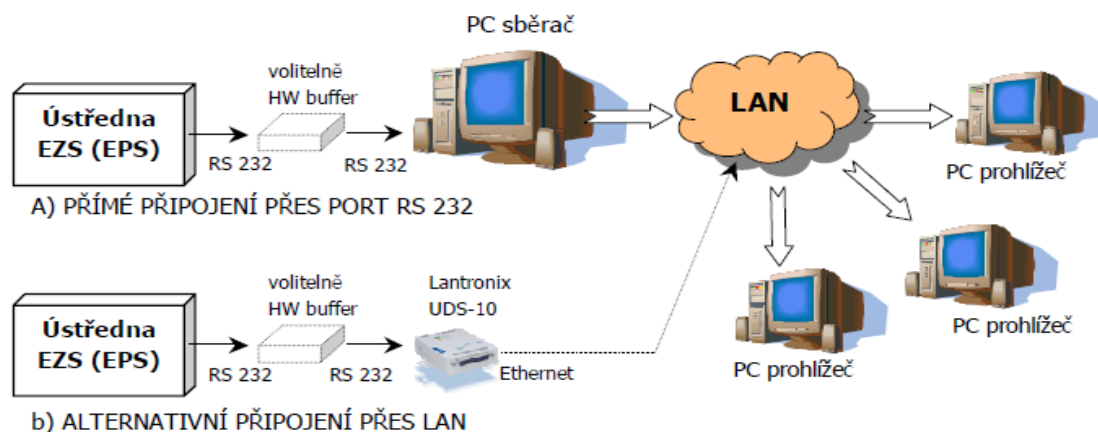 PC sběrač
volitelně
HW buffer
Ústředna
EZS (EPS)
RS 232
RS 232
LAN
PC prohlížeč
A) PŘÍMÉ PŘIPOJENÍ PŘES PORT RS 232
PC prohlížeč
volitelně
HW buffer
Lantronix
UDS-10
Ústředna
EZS (EPS)
RS 232
RS 232
Ethernet
PC prohlížeč
b) ALTERNATIVNÍ PŘIPOJENÍ PŘES LAN